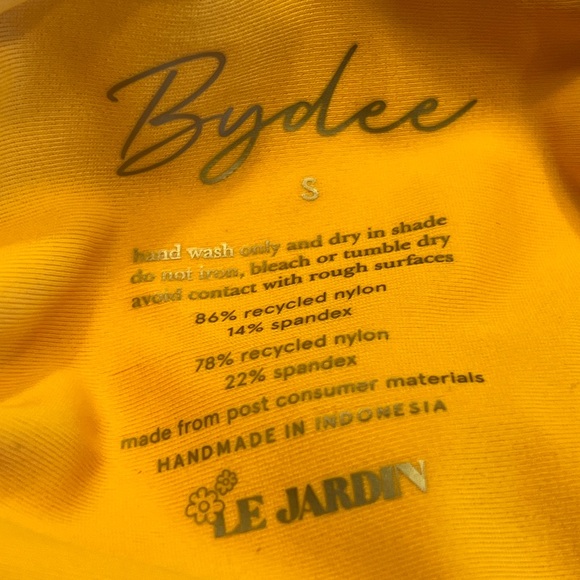 Bydee
S
hand wash only and dry in shade
do not iron, bleach or tumble dry
avoid contact with rough surfaces
86% recycled nylon
14% spandex
78% recycled nylon
22% spandex
made from post consumer materials
HANDMADE IN INDONESIA
LE JARDIN